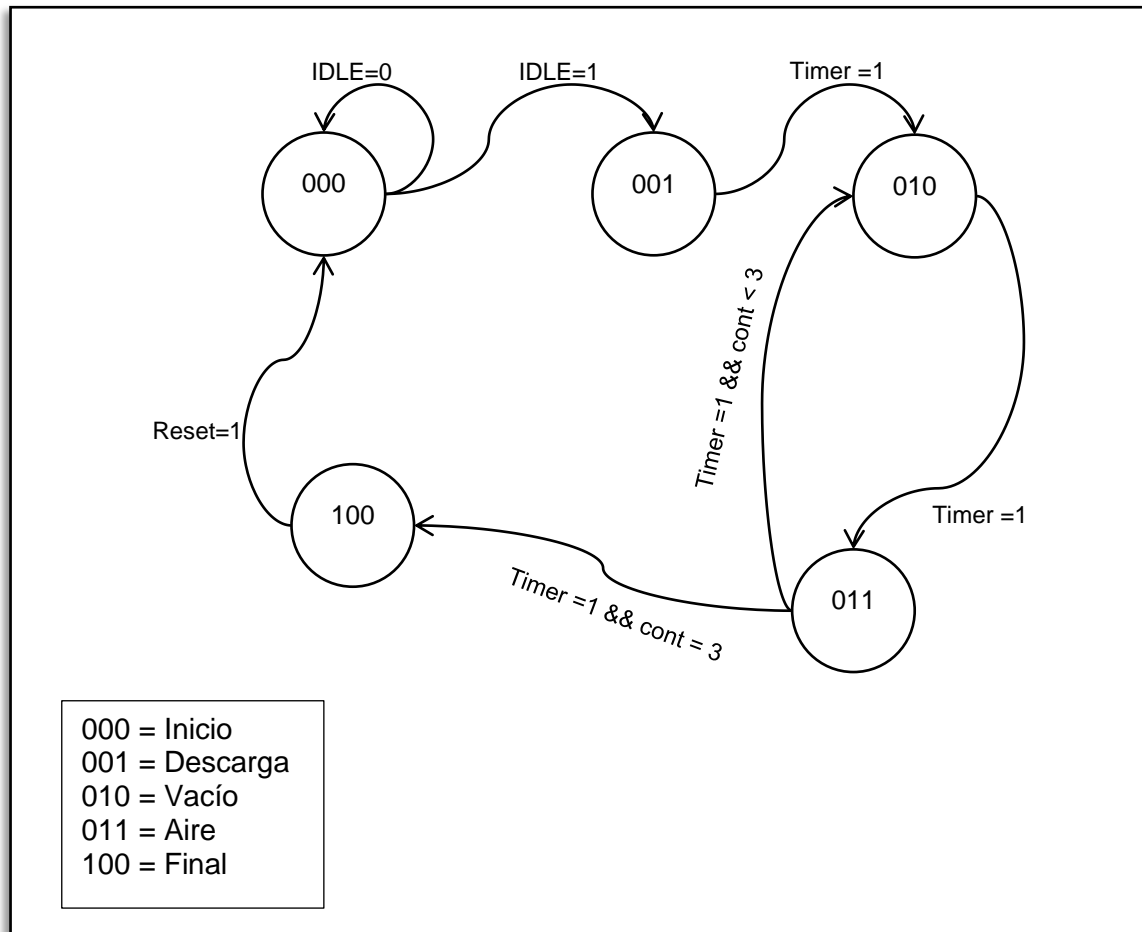 IDLE=0
IDLE=1
Timer =1
000
001
010
Timer =1 && cont < 3
Reset=1
100
Timer =1
Timer =1 && cont = 3
011
000 = Inicio
001 = Descarga
010 = Vacío
011 = Aire
100 = Final